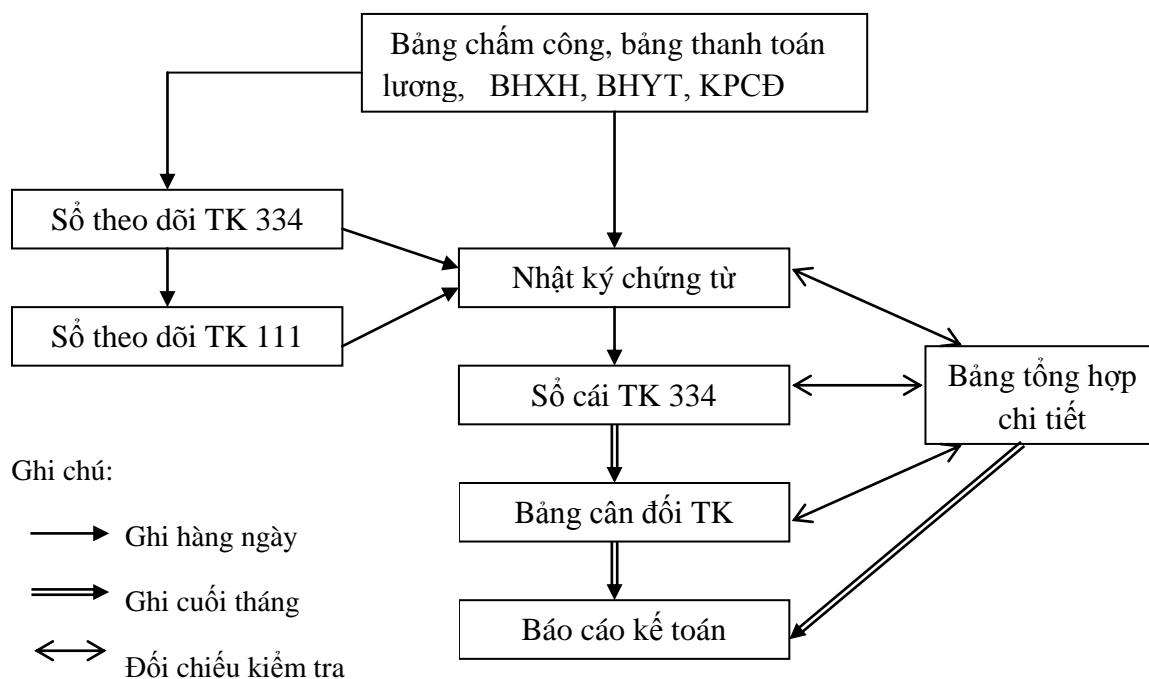 Bảng chấm công, bảng thanh toán
lương, BHXH, BHYT, KPCĐ
Sổ theo dõi TK 334
Nhật ký chứng từ
Sổ theo dõi TK 111
Sổ cái TK 334
Bảng tổng hợp
chi tiết
Ghi chú:
Bảng cân đối TK
Ghi hàng ngày
Ghi cuối tháng
Báo cáo kế toán
Đối chiếu kiểm tra